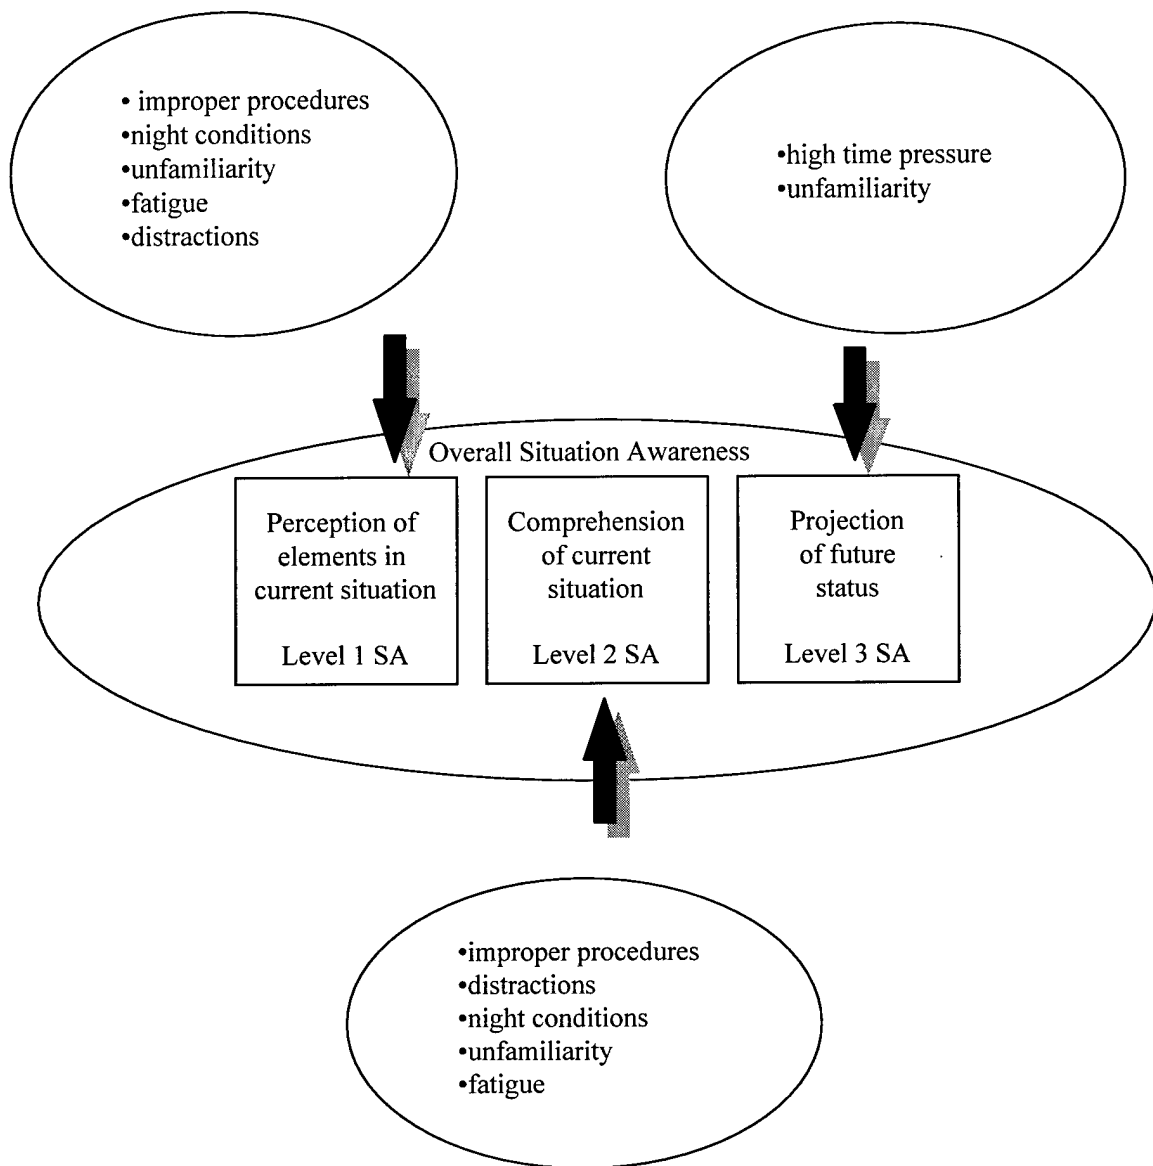 • improper procedures
•night conditions
•unfamiliarity
•fatigue
•distractions
•high time pressure
•unfamiliarity
Overall Situation Awareness
Perception of
elements in
current situation
Level 1 SA
Comprehension
of current
situation
Level 2 SA
Projection
of future
status
Level 3 SA
•improper procedures
•distractions
•night conditions
•unfamiliarity
•fatigue